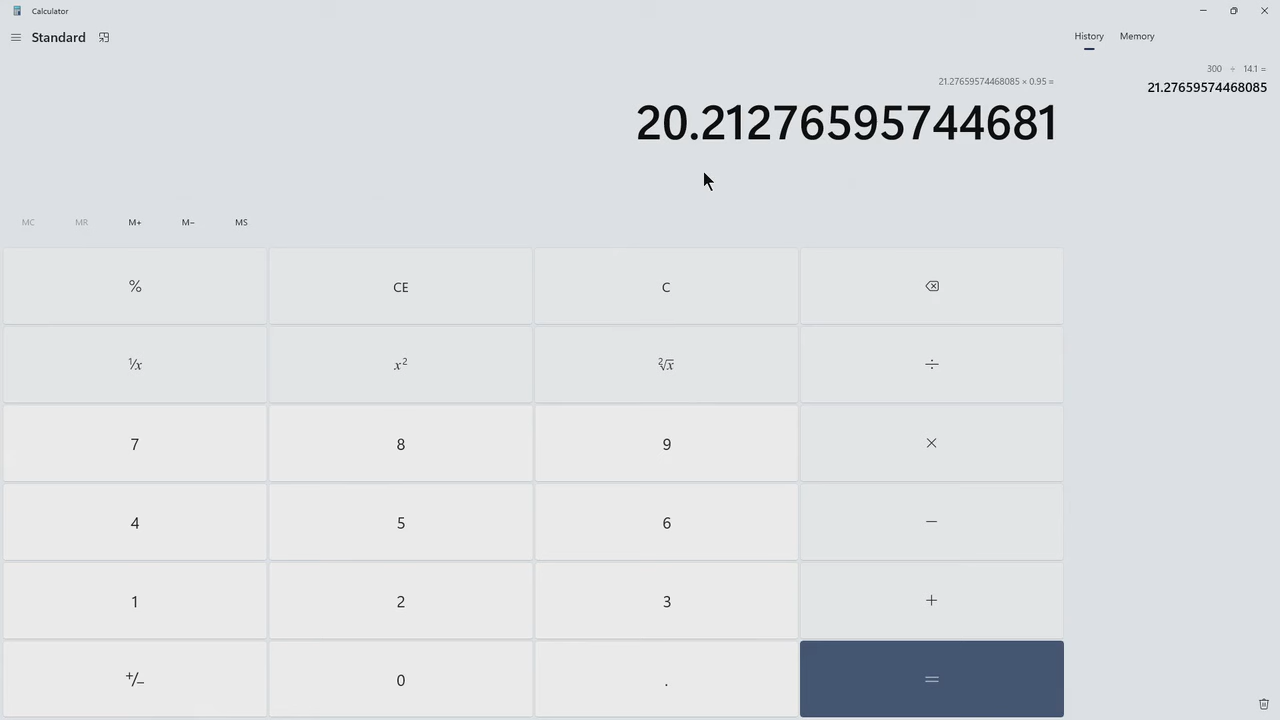 Calculator
Standard
History
Memory
300 ÷ 14.1 =
21.27659574468085
21.27659574468085 × 0.95 =
20.21276595744681
MC MR M+ M− MS
% CE C
⅟x x² ²√x ÷
7 8 9 ×
4 5 6 −
1 2 3 +
+/− 0 . =